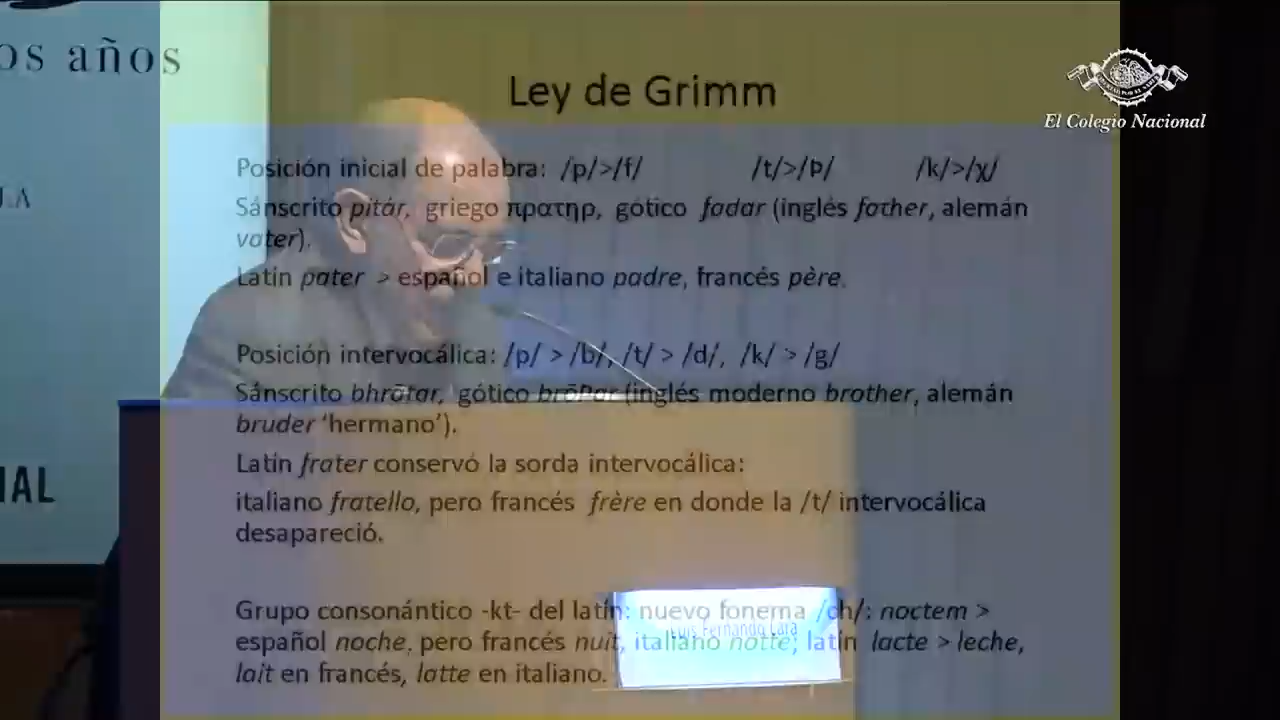 os años
Ley de Grimm
El Colegio Nacional
Posición inicial de palabra: /p/>/f/ /t/>/Þ/ /k/>/χ/
Sánscrito pitár, griego πρατηρ, gótico fadar (inglés father, alemán
vater).
Latín pater > español e italiano padre, francés père.
Posición intervocálica: /p/ > /b/, /t/ > /d/, /k/ > /g/
Sánscrito bhrātar, gótico brōÞar (inglés moderno brother, alemán
bruder ‘hermano’).
Latín frater conservó la sorda intervocálica:
IAL
italiano fratello, pero francés frère en donde la /t/ intervocálica
desapareció.
Grupo consonántico -kt- del latín: nuevo fonema /ch/: noctem >
Luis Fernando Lara
español noche, pero francés nuit, italiano notte; latín lacte > leche,
lait en francés, latte en italiano.